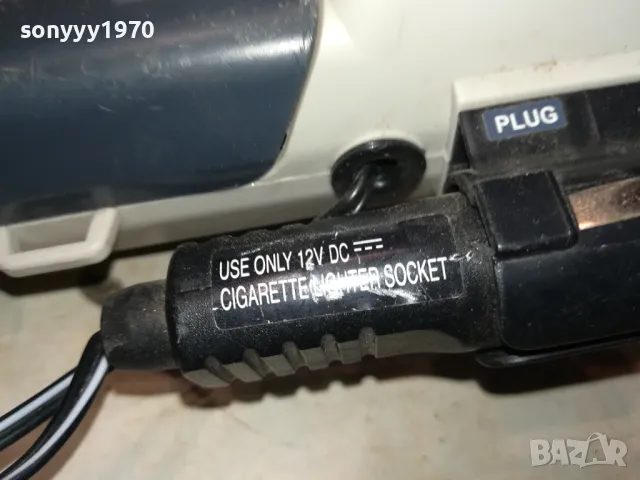 sonyyy1970
PLUG
USE ONLY 12V DC
CIGARETTE LIGHTER SOCKET
BAZAR